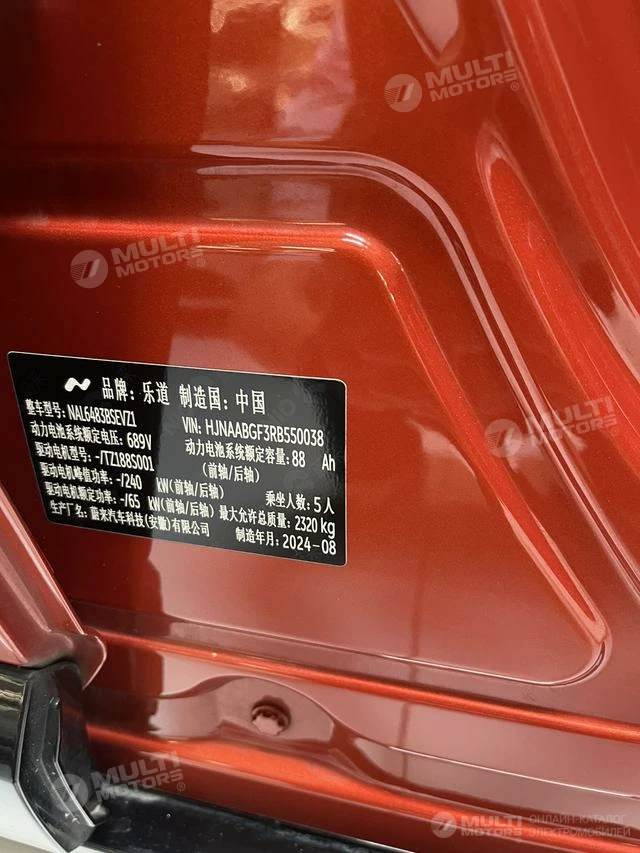 MULTI
MOTORS®
MULTI
MOTORS®
品牌：乐道 制造国：中国
整车型号：NAL6483BSEVZ1 VIN：HJNAABGF3RB550038
动力电池系统额定电压：689V 动力电池系统额定容量：88 Ah
驱动电机型号：-/TZ188S001 (前轴/后轴)
驱动电机峰值功率：-/240 kW(前轴/后轴) 乘坐人数：5人
驱动电机额定功率：-/65 kW(前轴/后轴) 最大允许总质量：2320kg
生产厂名：蔚来汽车科技(安徽)有限公司 制造年月：2024-08
MULTI
MOTORS®
MULTI
MOTORS®
MULTI
MOTORS®
ОНЛАЙН-КАТАЛОГ
ЭЛЕКТРОМОБИЛЕЙ